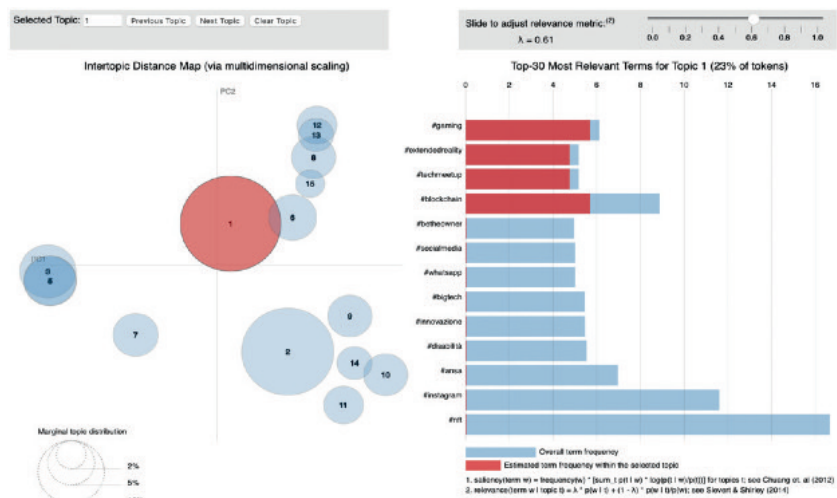 Selected Topic: 1 Previous Topic Next Topic Clear Topic
Slide to adjust relevance metric:(2)
λ = 0.61
0.0 0.2 0.4 0.6 0.8 1.0
Intertopic Distance Map (via multidimensional scaling)
PC2
12
13
8
15
6
1
7
9
2
14
10
11
Marginal topic distribution
2%
5%
Top-30 Most Relevant Terms for Topic 1 (23% of tokens)
0 2 4 6 8 10 12 14 16
#gaming
#extendedreality
#techmeetup
#blockchain
#betheowner
#socialmedia
#whatsapp
#bigtech
#innovazione
#disabilità
#ansa
#instagram
#nft
Overall term frequency
Estimated term frequency within the selected topic
1. saliency(term w) = frequency(w) * [sum_t p(t | w) * log(p(t | w)/p(t))] for topics t; see Chuang et. al (2012)
2. relevance(term w | topic t) = λ * p(w | t) + (1 - λ) * p(w | t)/p(w); see Sievert & Shirley (2014)